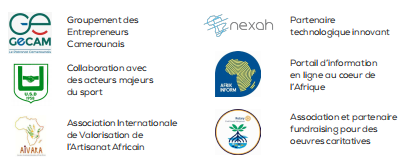 GeCAM
Groupement des
Entrepreneurs
Camerounais
nexah
Partenaire
technologique innovant
U.S.D
Collaboration avec
des acteurs majeurs
du sport
AFRIK
INFORM
Portail d'information
en ligne au coeur de
l'Afrique
AIVARA
Association Internationale
de Valorisation de
l'Artisanat Africain
Rotary
Association et partenaire
fundraising pour des
oeuvres caritatives